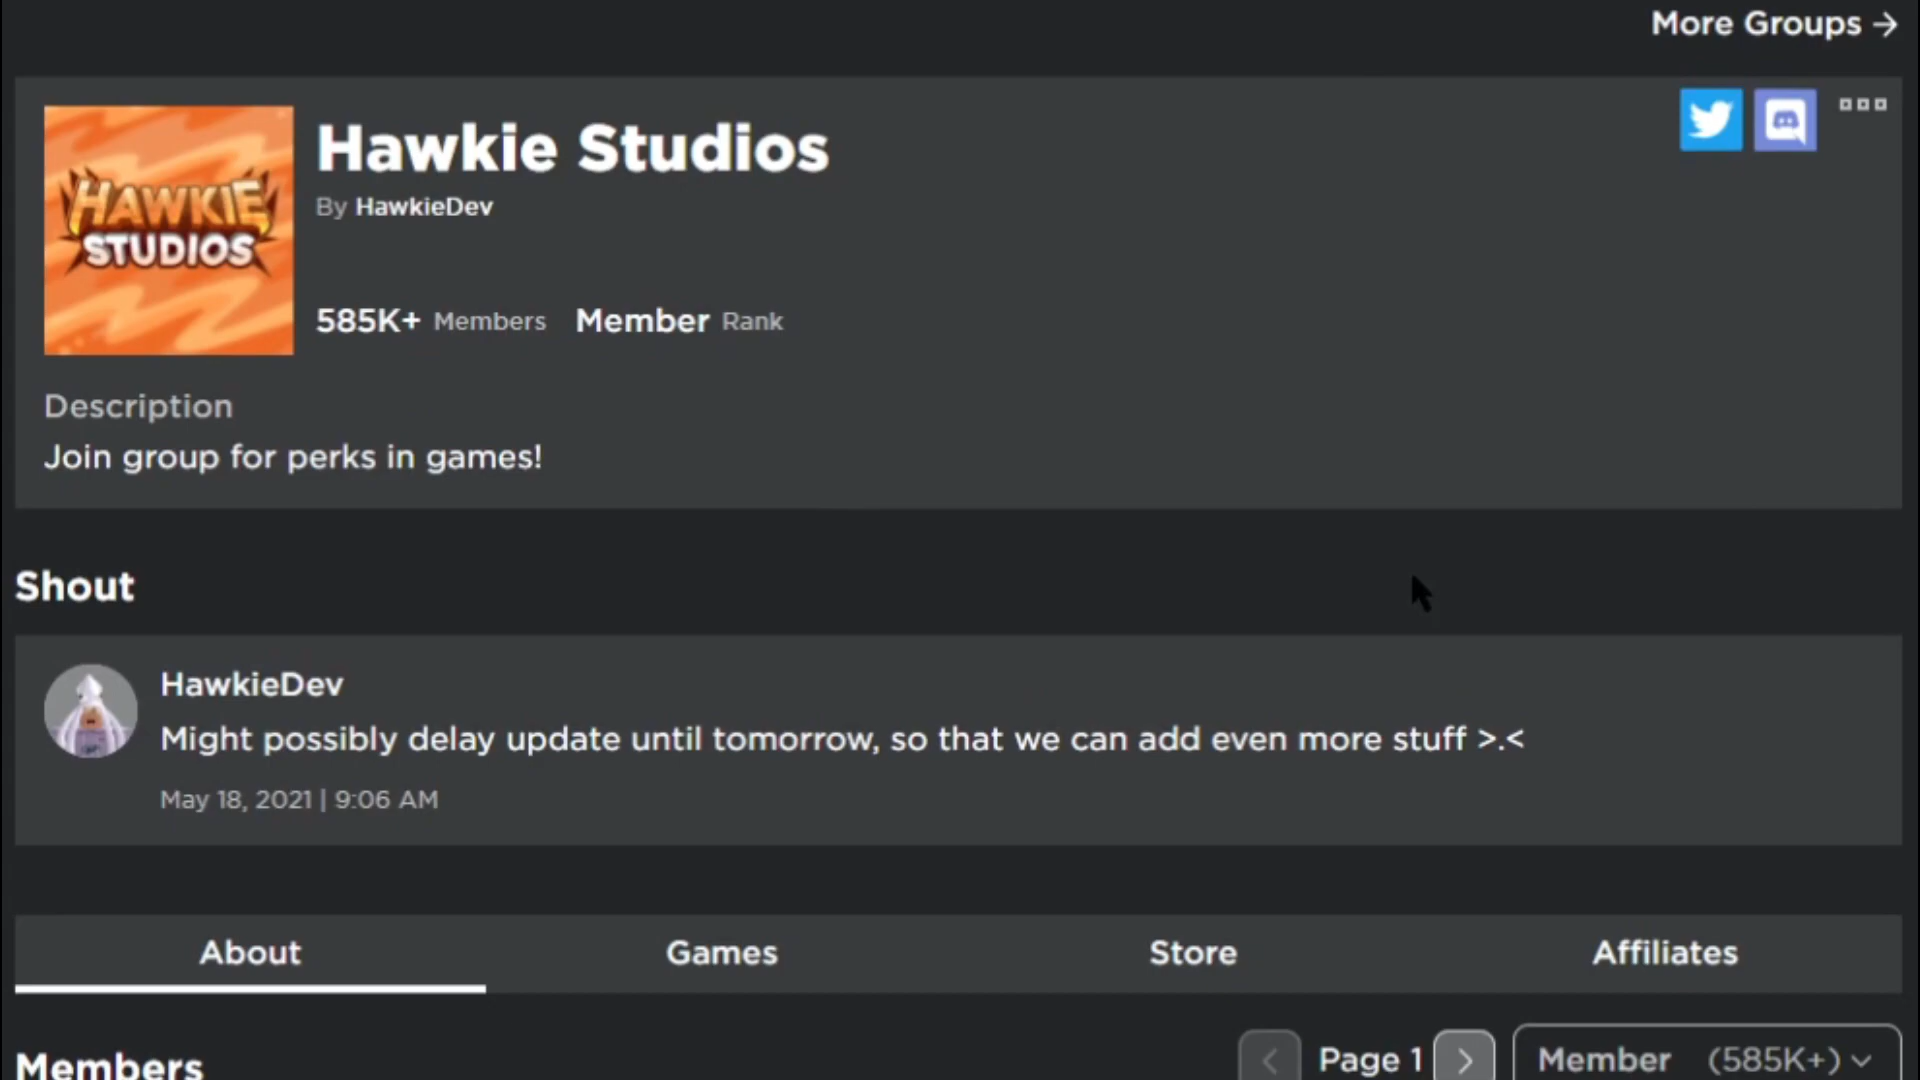 More Groups
HAWKIE
STUDIOS
Hawkie Studios
By HawkieDev
585K+ Members Member Rank
Description
Join group for perks in games!
Shout
HawkieDev
Might possibly delay update until tomorrow, so that we can add even more stuff >.<
May 18, 2021 | 9:06 AM
About Games Store Affiliates
Members Page 1 Member (585K+)